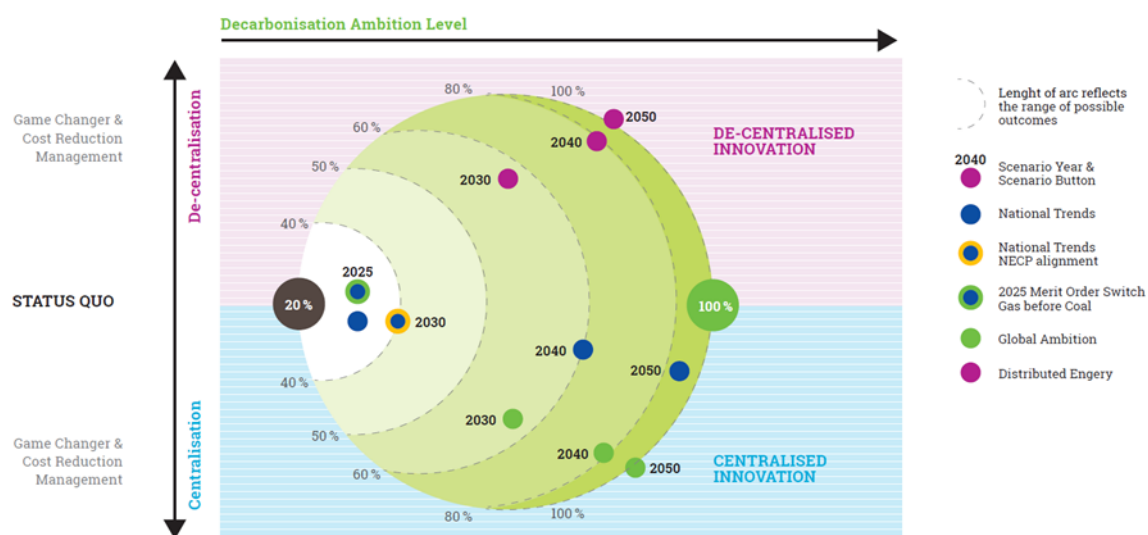 Decarbonisation Ambition Level
De-centralisation
Game Changer &
Cost Reduction
Management
STATUS QUO
Centralisation
Game Changer &
Cost Reduction
Management
80 %
100 %
60 %
50 %
40 %
2050
2040
2030
DE-CENTRALISED
INNOVATION
2025
20 %
2030
100 %
2040
2050
40 %
2030
50 %
2040
2050
60 %
80 %
100 %
CENTRALISED
INNOVATION
Lenght of arc reflects
the range of possible
outcomes
2040
Scenario Year &
Scenario Button
National Trends
National Trends
NECP alignment
2025 Merit Order Switch
Gas before Coal
Global Ambition
Distributed Engery